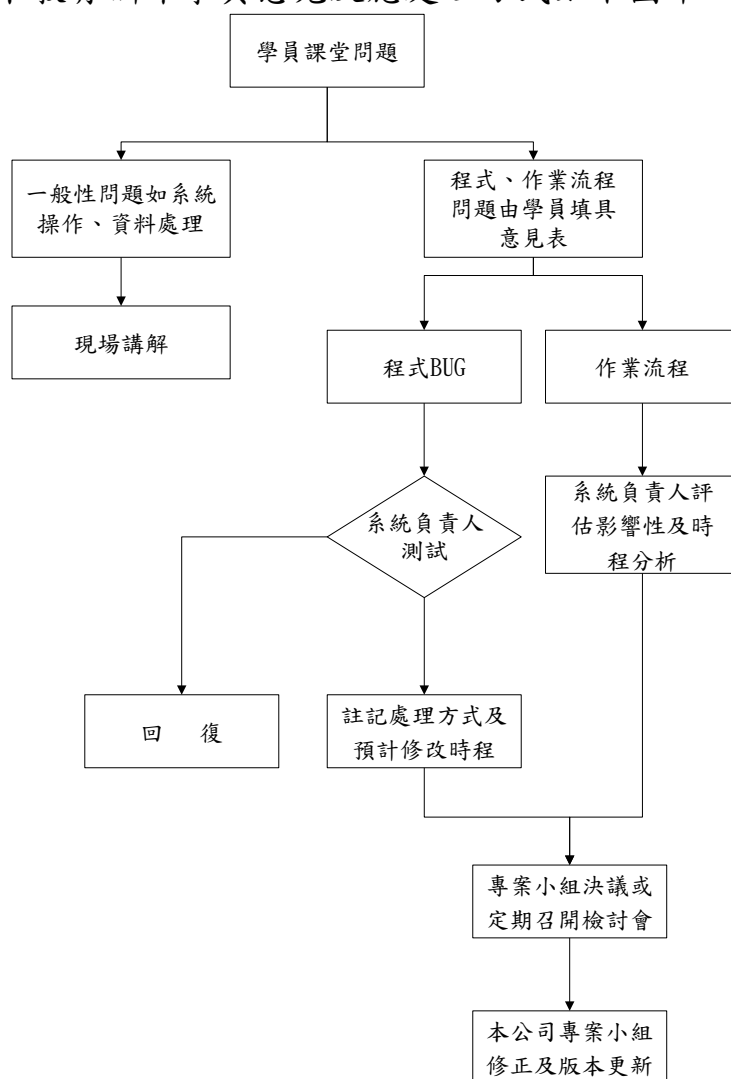 學員課堂問題
一般性問題如系統
操作、資料處理
程式、作業流程
問題由學員填具
意見表
現場講解
程式BUG
作業流程
系統負責人
測試
系統負責人評
估影響性及時
程分析
回 復
註記處理方式及
預計修改時程
專案小組決議或
定期召開檢討會
本公司專案小組
修正及版本更新